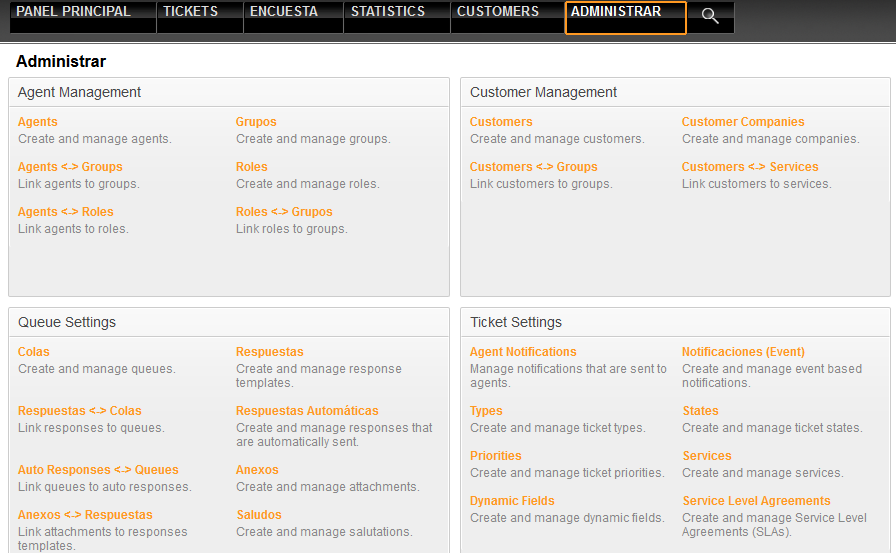 PANEL PRINCIPAL TICKETS ENCUESTA STATISTICS CUSTOMERS ADMINISTRAR
Administrar
Agent Management
Agents
Create and manage agents.
Grupos
Create and manage groups.
Agents <-> Groups
Link agents to groups.
Roles
Create and manage roles.
Agents <-> Roles
Link agents to roles.
Roles <-> Grupos
Link roles to groups.
Customer Management
Customers
Create and manage customers.
Customer Companies
Create and manage companies.
Customers <-> Groups
Link customers to groups.
Customers <-> Services
Link customers to services.
Queue Settings
Colas
Create and manage queues.
Respuestas
Create and manage response
templates.
Respuestas <-> Colas
Link responses to queues.
Respuestas Automáticas
Create and manage responses that
are automatically sent.
Auto Responses <-> Queues
Link queues to auto responses.
Anexos
Create and manage attachments.
Anexos <-> Respuestas
Link attachments to responses
templates.
Saludos
Create and manage salutations.
Ticket Settings
Agent Notifications
Manage notifications that are sent to
agents.
Notificaciones (Event)
Create and manage event based
notifications.
Types
Create and manage ticket types.
States
Create and manage ticket states.
Priorities
Create and manage ticket priorities.
Services
Create and manage services.
Dynamic Fields
Create and manage dynamic fields.
Service Level Agreements
Create and manage Service Level
Agreements (SLAs).